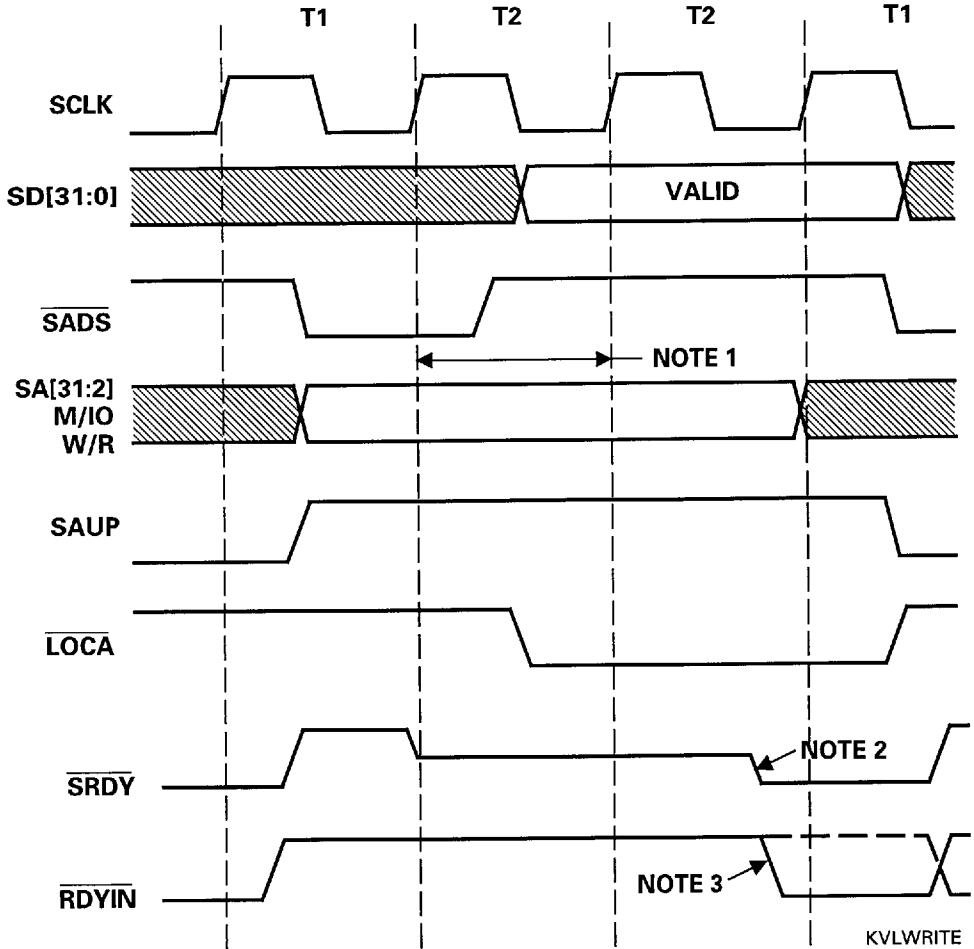 T1 T2 T2 T1
SCLK
SD[31:0] VALID
SADS
NOTE 1
SA[31:2]
M/IO
W/R
SAUP
LOCA
NOTE 2
SRDY
NOTE 3
RDYIN
KVLWRITE